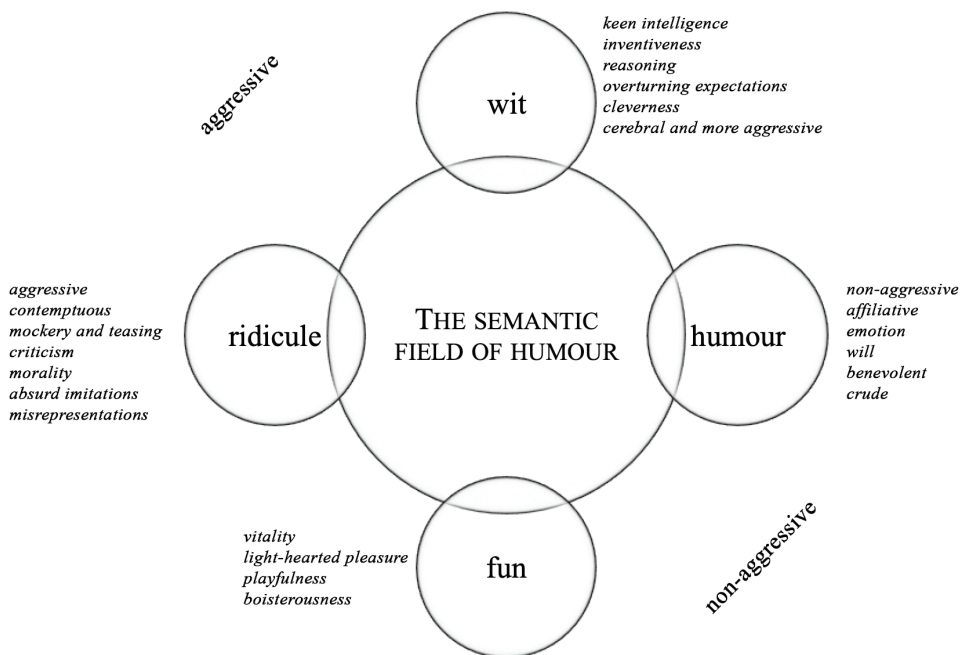 keen intelligence
inventiveness
reasoning
overturning expectations
cleverness
cerebral and more aggressive
aggressive
wit
aggressive
contemptuous
mockery and teasing
criticism
morality
absurd imitations
misrepresentations
ridicule
THE SEMANTIC
FIELD OF HUMOUR
humour
non-aggressive
affiliative
emotion
will
benevolent
crude
vitality
light-hearted pleasure
playfulness
boisterousness
fun
non-aggressive